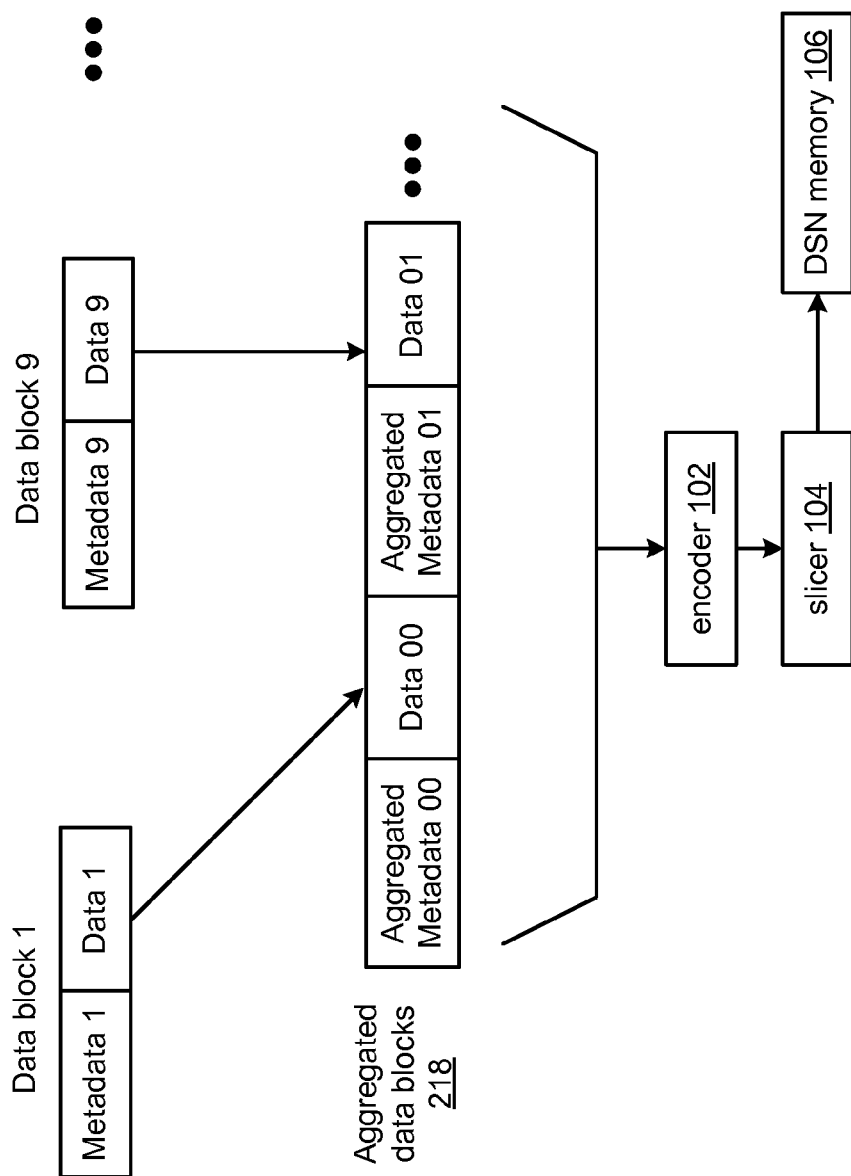 Data block 1
Metadata 1
Data 1
Data block 9
Metadata 9
Data 9
Aggregated
data blocks
218
Aggregated
Metadata 00
Data 00
Aggregated
Metadata 01
Data 01
encoder 102
slicer 104
DSN memory 106